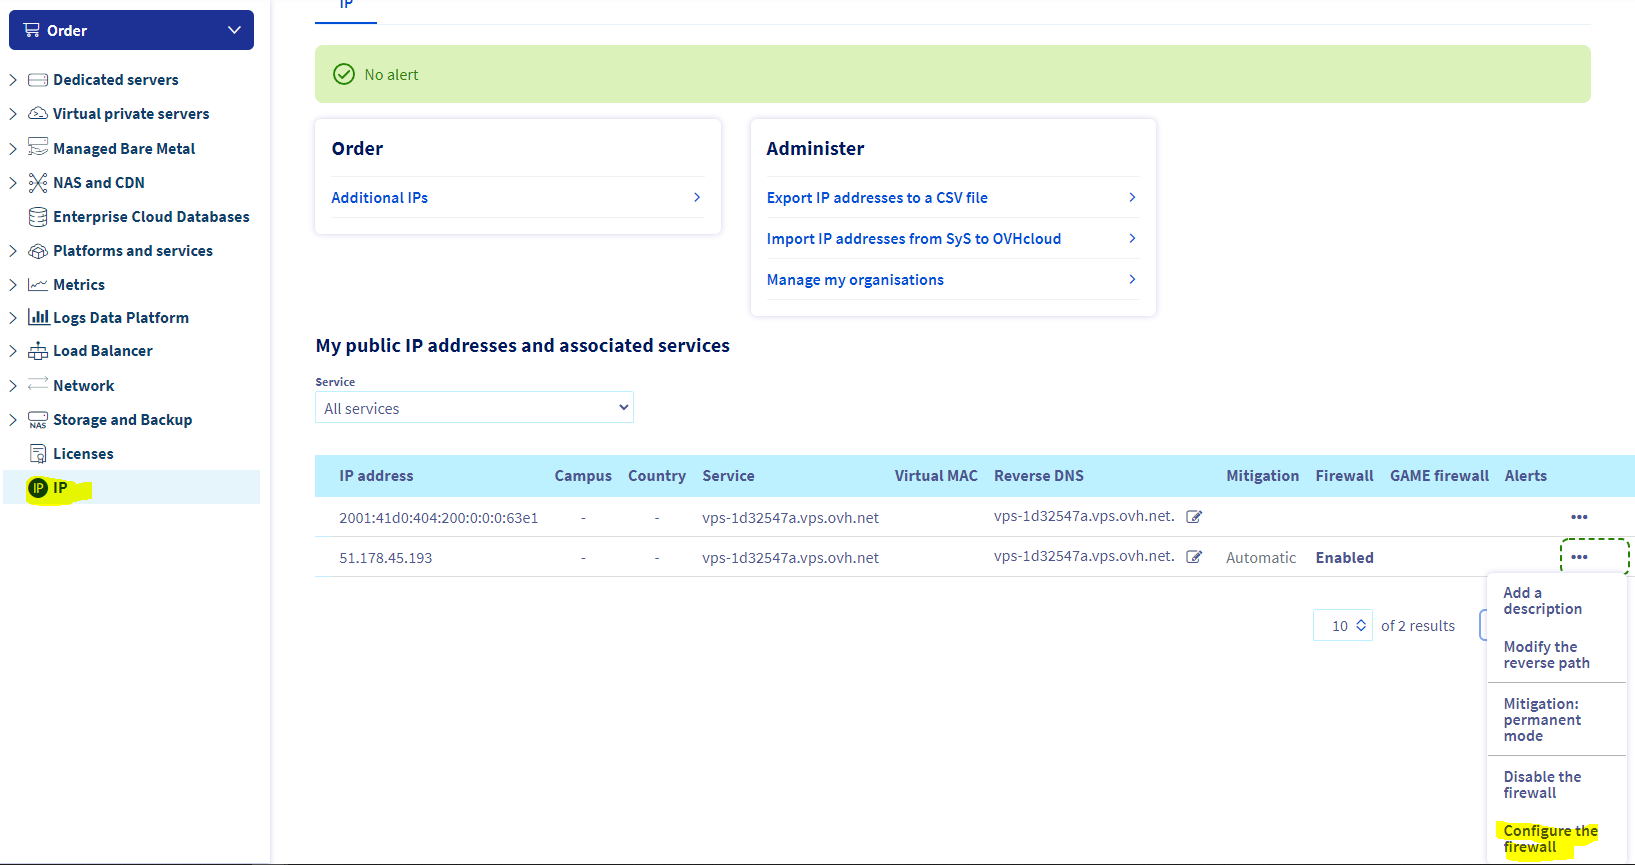 IP
Order
No alert
Dedicated servers
Virtual private servers
Managed Bare Metal
NAS and CDN
Enterprise Cloud Databases
Platforms and services
Metrics
Logs Data Platform
Load Balancer
Network
NAS
Storage and Backup
Licenses
IP IP
Order
Additional IPs
Administer
Export IP addresses to a CSV file
Import IP addresses from SyS to OVHcloud
Manage my organisations
My public IP addresses and associated services
Service
All services
IP address Campus Country Service Virtual MAC Reverse DNS Mitigation Firewall GAME firewall Alerts
2001:41d0:404:200:0:0:0:63e1 - - vps-1d32547a.vps.ovh.net vps-1d32547a.vps.ovh.net. •••
51.178.45.193 - - vps-1d32547a.vps.ovh.net vps-1d32547a.vps.ovh.net. Automatic Enabled •••
10 of 2 results
Add a
description
Modify the
reverse path
Mitigation:
permanent
mode
Disable the
firewall
Configure the
firewall